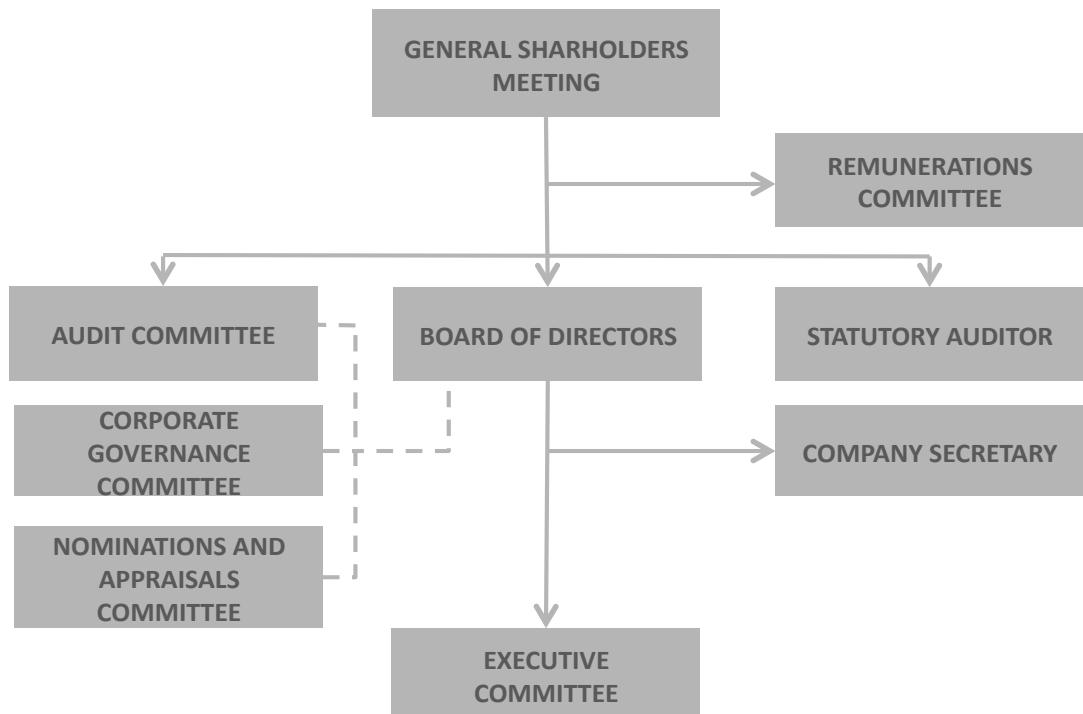 GENERAL SHARHOLDERS
MEETING
REMUNERATIONS
COMMITTEE
AUDIT COMMITTEE
BOARD OF DIRECTORS
STATUTORY AUDITOR
CORPORATE
GOVERNANCE
COMMITTEE
COMPANY SECRETARY
NOMINATIONS AND
APPRAISALS
COMMITTEE
EXECUTIVE
COMMITTEE